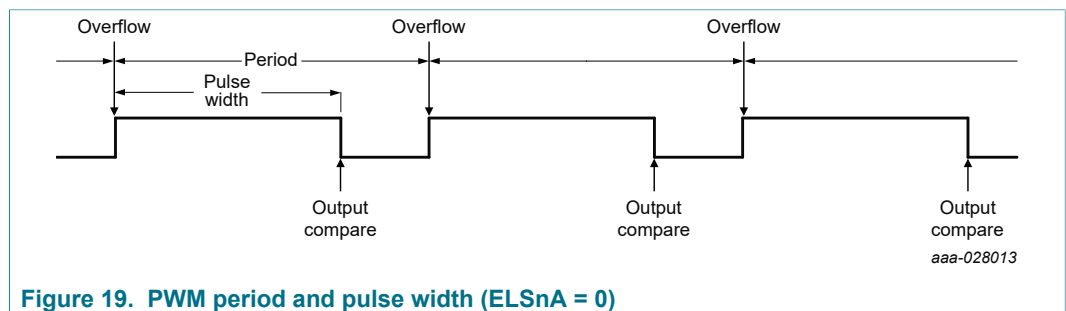 Overflow Overflow Overflow
Period
Pulse
width
Output Output Output
compare compare compare
aaa-028013
Figure 19. PWM period and pulse width (ELSnA = 0)